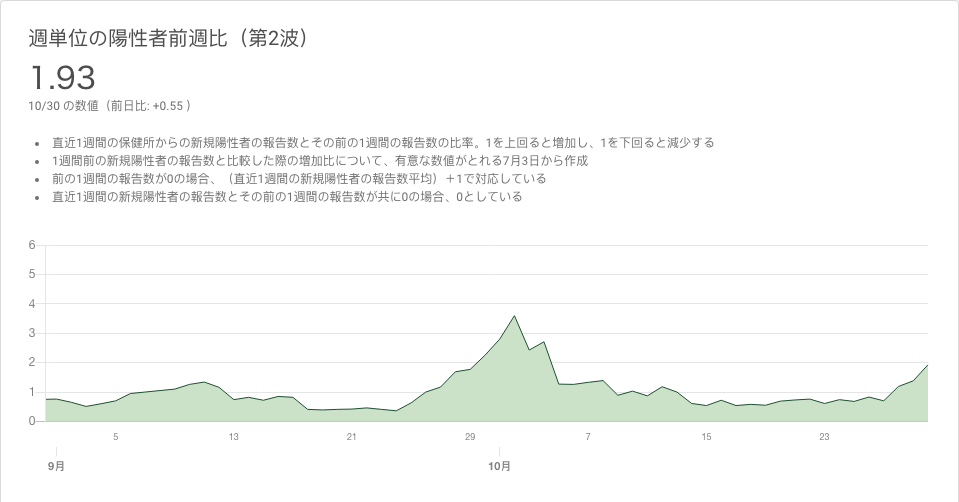 週単位の陽性者前週比（第2波）
1.93
10/30 の数値（前日比: +0.55 ）
• 直近1週間の保健所からの新規陽性者の報告数とその前の1週間の報告数の比率。1を上回ると増加し、1を下回ると減少する
• 1週間前の新規陽性者の報告数と比較した際の増加比について、有意な数値がとれる7月3日から作成
• 前の1週間の報告数が0の場合、（直近1週間の新規陽性者の報告数平均）＋1で対応している
• 直近1週間の新規陽性者の報告数とその前の1週間の報告数が共に0の場合、0としている
6
5
4
3
2
1
0
5 13 21 29 7 15 23
9月 10月